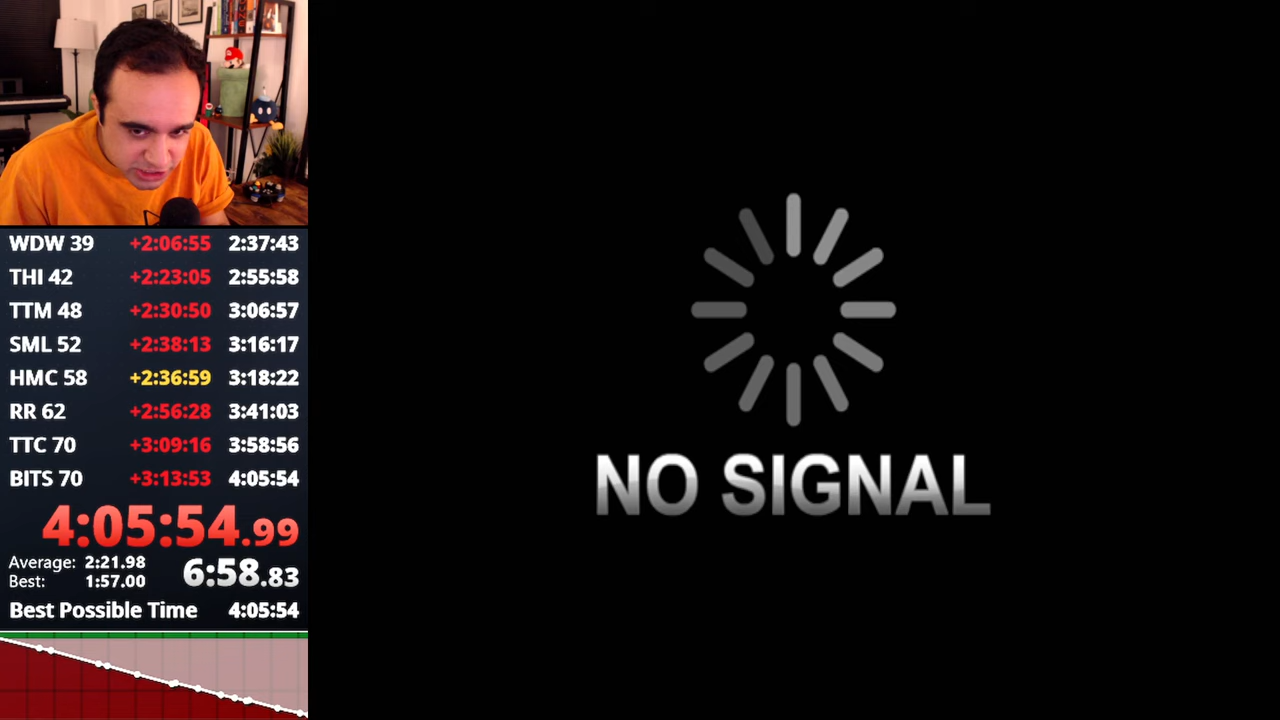 WDW 39 +2:06:55 2:37:43
THI 42 +2:23:05 2:55:58
TTM 48 +2:30:50 3:06:57
SML 52 +2:38:13 3:16:17
HMC 58 +2:36:59 3:18:22
RR 62 +2:56:28 3:41:03
TTC 70 +3:09:16 3:58:56
BITS 70 +3:13:53 4:05:54
4:05:54.99
Average: 2:21.98
Best: 1:57.00
6:58.83
Best Possible Time 4:05:54
NO SIGNAL